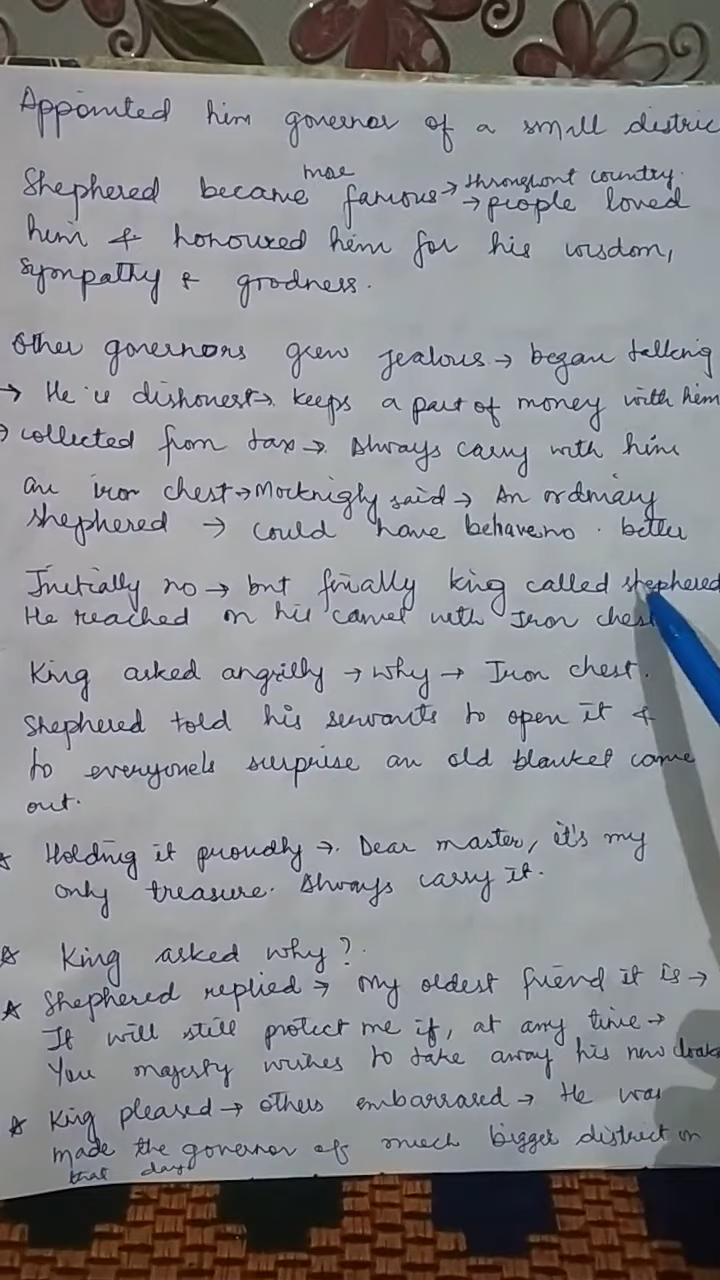 Appointed him governor of a small distric
more
Shephered became famous → throughout country.
→ people loved
him & honoured him for his wisdom,
sympathy & goodness.
Other governors grew jealous → began talking
→ He is dishonest → keeps a part of money with him
→ collected from tax → Always carry with him
an iron chest → Mockingly said → An ordinary
shephered → could have behave no. better
Initially no → but finally king called shephered
He reached on his camel with Iron chest
King asked angrilly → why → Iron chest.
Shephered told his servants to open it &
to everyone's surprise an old blanket came
out.
☆ Holding it proudly → Dear master, it's my
only treasure. Always carry it.
☆ King asked why?
☆ Shephered replied → My oldest friend it is →
It will still protect me if, at any time →
You majesty wishes to take away his new cloak
☆ King pleased → others embarrased → He was
made the governor of much bigger district on
that day